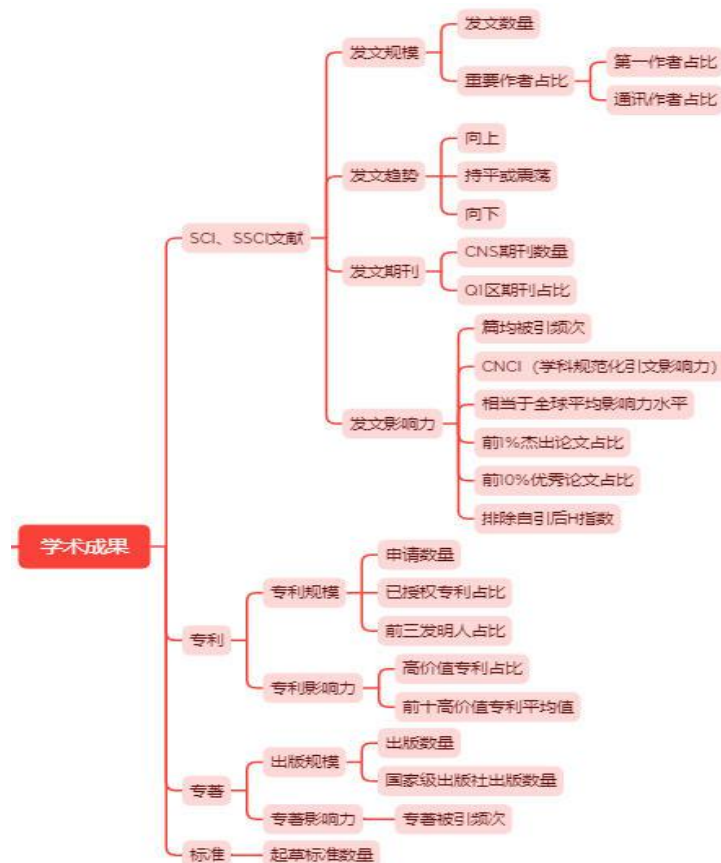 发文数量
发文规模
第一作者占比
重要作者占比
通讯作者占比
向上
发文趋势
持平或震荡
向下
SCI、SSCI文献
CNS期刊数量
发文期刊
Q1区期刊占比
篇均被引频次
CNCI（学科规范化引文影响力）
相当于全球平均影响力水平
发文影响力
前1%杰出论文占比
前10%优秀论文占比
排除自引后H指数
学术成果
申请数量
专利规模
已授权专利占比
前三发明人占比
专利
高价值专利占比
专利影响力
前十高价值专利平均值
出版数量
出版规模
国家级出版社出版数量
专著
专著影响力
专著被引频次
标准
起草标准数量